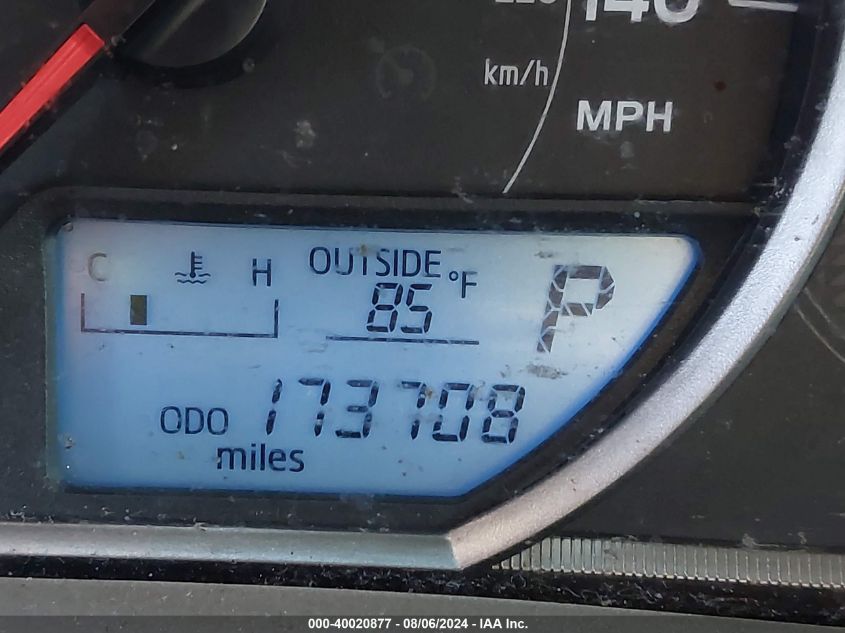 140
km/h
MPH
C H OUTSIDE
85 °F P
ODO 173708
miles
000-40020877 - 08/06/2024 - IAA Inc.